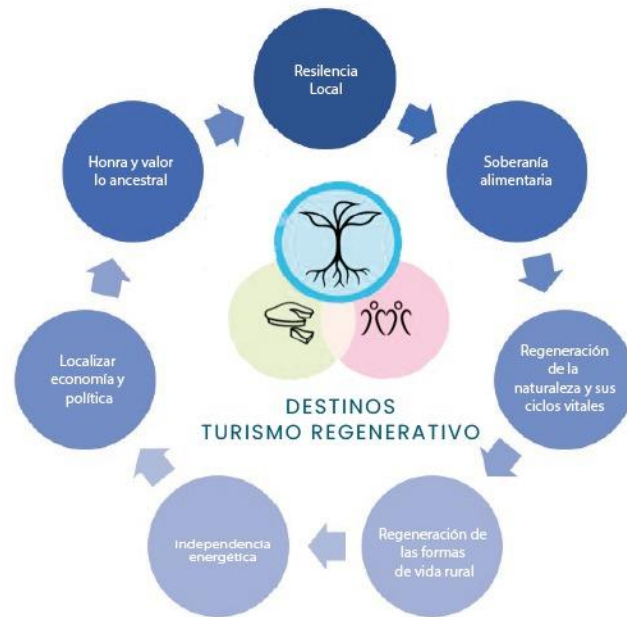 Resilencia
Local
Soberanía
alimentaria
Regeneración
de la
naturaleza y sus
ciclos vitales
Regeneración de
las formas
de vida rural
Independencia
energética
Localizar
economía y
política
Honra y valor
lo ancestral
DESTINOS
TURISMO REGENERATIVO